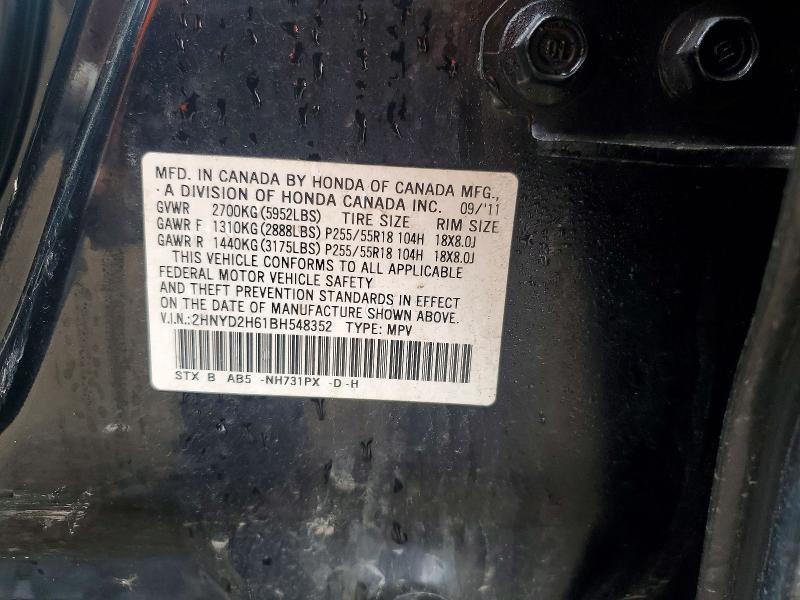 MFD. IN CANADA BY HONDA OF CANADA MFG.,
A DIVISION OF HONDA CANADA INC. 09/'11
GVWR 2700KG(5952LBS) TIRE SIZE RIM SIZE
GAWR F 1310KG(2888LBS) P255/55R18 104H 18X8.0J
GAWR R 1440KG(3175LBS) P255/55R18 104H 18X8.0J
THIS VEHICLE CONFORMS TO ALL APPLICABLE
FEDERAL MOTOR VEHICLE SAFETY
AND THEFT PREVENTION STANDARDS IN EFFECT
ON THE DATE OF MANUFACTURE SHOWN ABOVE.
V.I.N.:2HNYD2H61BH548352 TYPE: MPV
STX B AB5 -NH731PX -D-H